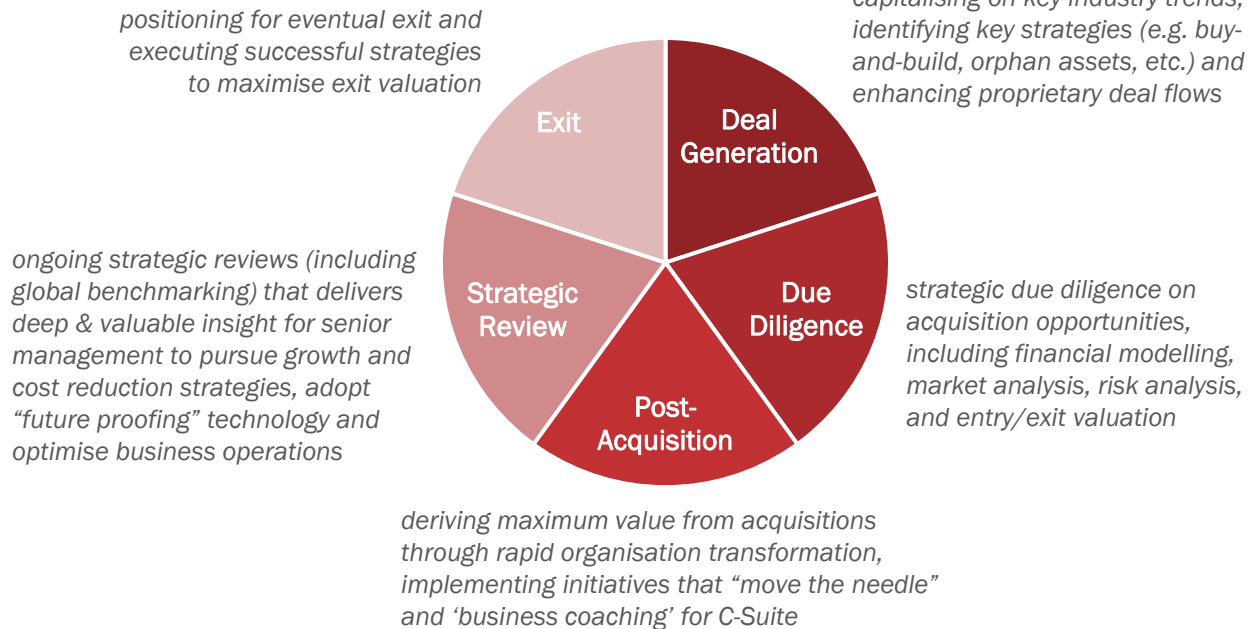 positioning for eventual exit and
executing successful strategies
to maximise exit valuation
capitalising on key industry trends,
identifying key strategies (e.g. buy-
and-build, orphan assets, etc.) and
enhancing proprietary deal flows
Exit
Deal
Generation
ongoing strategic reviews (including
global benchmarking) that delivers
deep & valuable insight for senior
management to pursue growth and
cost reduction strategies, adopt
“future proofing” technology and
optimise business operations
Strategic
Review
Due
Diligence
strategic due diligence on
acquisition opportunities,
including financial modelling,
market analysis, risk analysis,
and entry/exit valuation
Post-
Acquisition
deriving maximum value from acquisitions
through rapid organisation transformation,
implementing initiatives that “move the needle”
and ‘business coaching’ for C-Suite